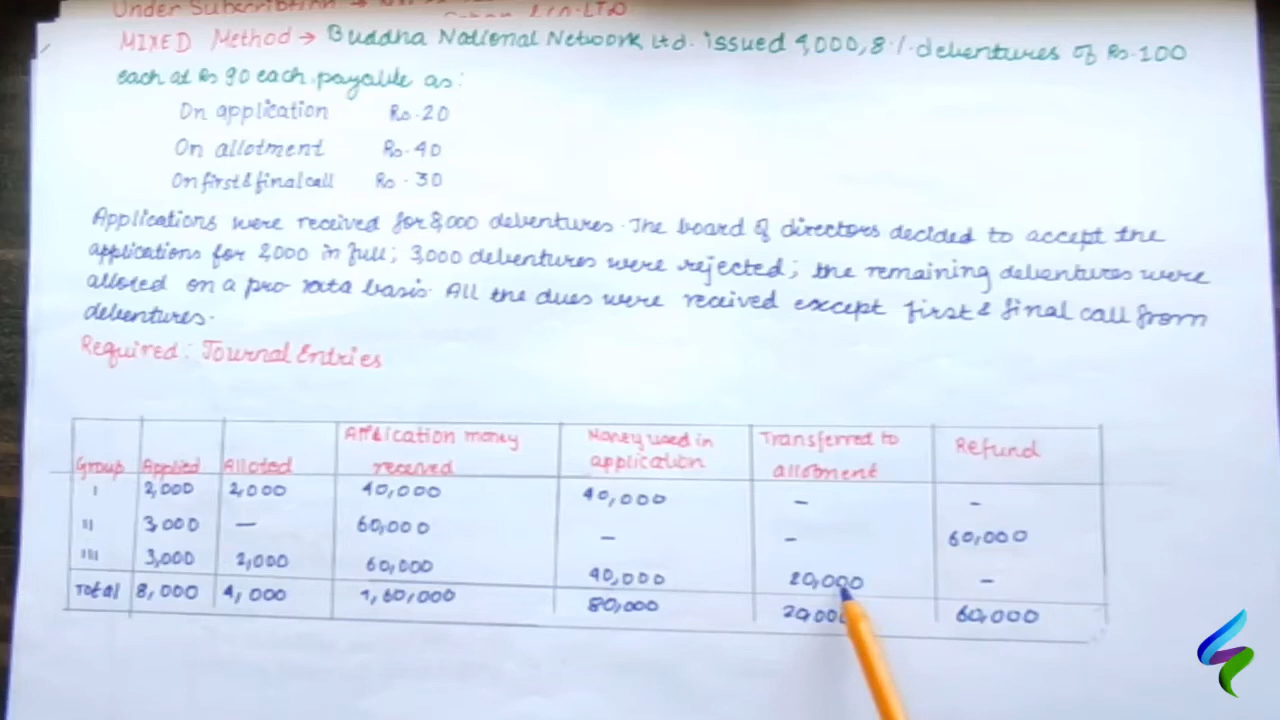 Under Subscription →
MIXED Method → Buddha National Network Ltd. issued 4,000, 8 % debentures of Rs. 100
each at Rs 90 each payable as:
On application Rs. 20
On allotment Rs. 40
On first & final call Rs. 30
Applications were received for 8,000 debentures. The board of directors decided to accept the
applications for 2,000 in full; 3,000 debentures were rejected; the remaining debentures were
alloted on a pro rata basis. All the dues were received except first & final call from
debentures.
Required: Journal Entries
Group Applied Alloted Application money received Money used in application Transferred to allotment Refund
I 2,000 2,000 40,000 40,000 - -
II 3,000 — 60,000 - - 60,000
III 3,000 2,000 60,000 40,000 20,000 -
Total 8,000 4,000 1,60,000 80,000 20,000 60,000